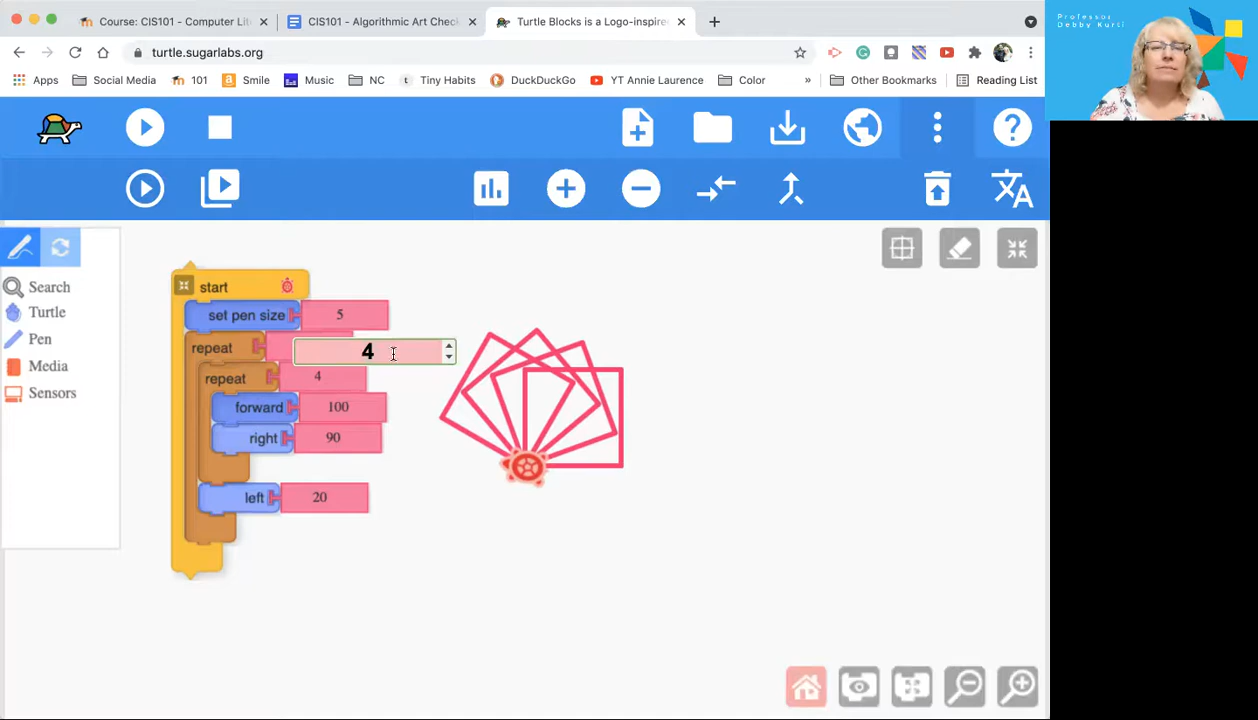 Course: CIS101 - Computer Lit
CIS101 - Algorithmic Art Check
Turtle Blocks is a Logo-inspire
turtle.sugarlabs.org
Apps
Social Media
101
Smile
Music
NC
Tiny Habits
DuckDuckGo
YT Annie Laurence
Color
»
Other Bookmarks
Reading List
Professor
Debby Kurti
Search
Turtle
Pen
Media
Sensors
start
set pen size 5
repeat 4
repeat 4
forward 100
right 90
left 20